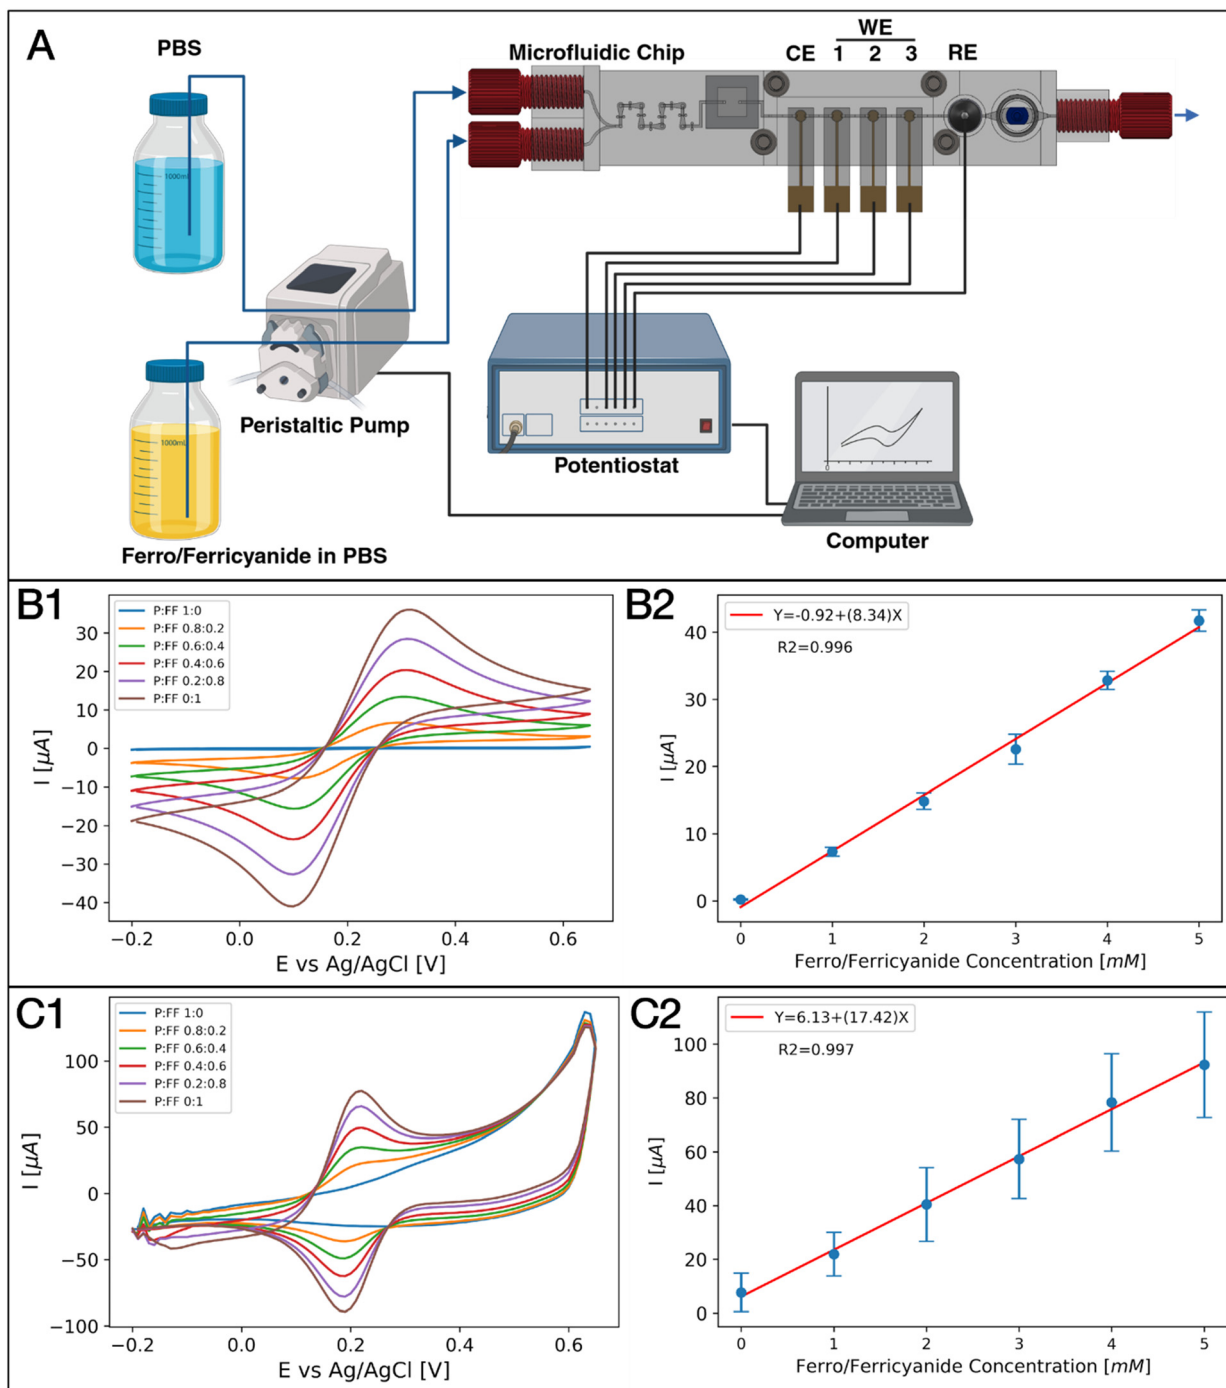 A
PBS
Microfluidic Chip
WE
CE 1 2 3 RE
1000mL
Peristaltic Pump
1000mL
Potentiostat
0
Ferro/Ferricyanide in PBS
Computer
B1
P:FF 1:0
P:FF 0.8:0.2
P:FF 0.6:0.4
P:FF 0.4:0.6
P:FF 0.2:0.8
P:FF 0:1
30
20
10
0
−10
−20
−30
−40
I [µA]
−0.2 0.0 0.2 0.4 0.6
E vs Ag/AgCl [V]
B2
Y=-0.92+(8.34)X
R2=0.996
40
30
20
10
0
I [µA]
0 1 2 3 4 5
Ferro/Ferricyanide Concentration [mM]
C1
P:FF 1:0
P:FF 0.8:0.2
P:FF 0.6:0.4
P:FF 0.4:0.6
P:FF 0.2:0.8
P:FF 0:1
100
50
0
−50
−100
I [µA]
−0.2 0.0 0.2 0.4 0.6
E vs Ag/AgCl [V]
C2
Y=6.13+(17.42)X
R2=0.997
100
80
60
40
20
0
I [µA]
0 1 2 3 4 5
Ferro/Ferricyanide Concentration [mM]